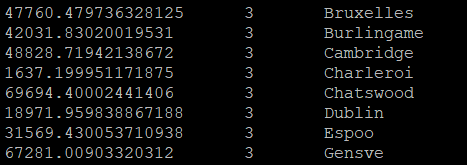 47760.479736328125 3 Bruxelles
42031.83020019531 3 Burlingame
48828.71942138672 3 Cambridge
1637.199951171875 3 Charleroi
69694.40002441406 3 Chatswood
18971.959838867188 3 Dublin
31569.430053710938 3 Espoo
67281.00903320312 3 Gensve